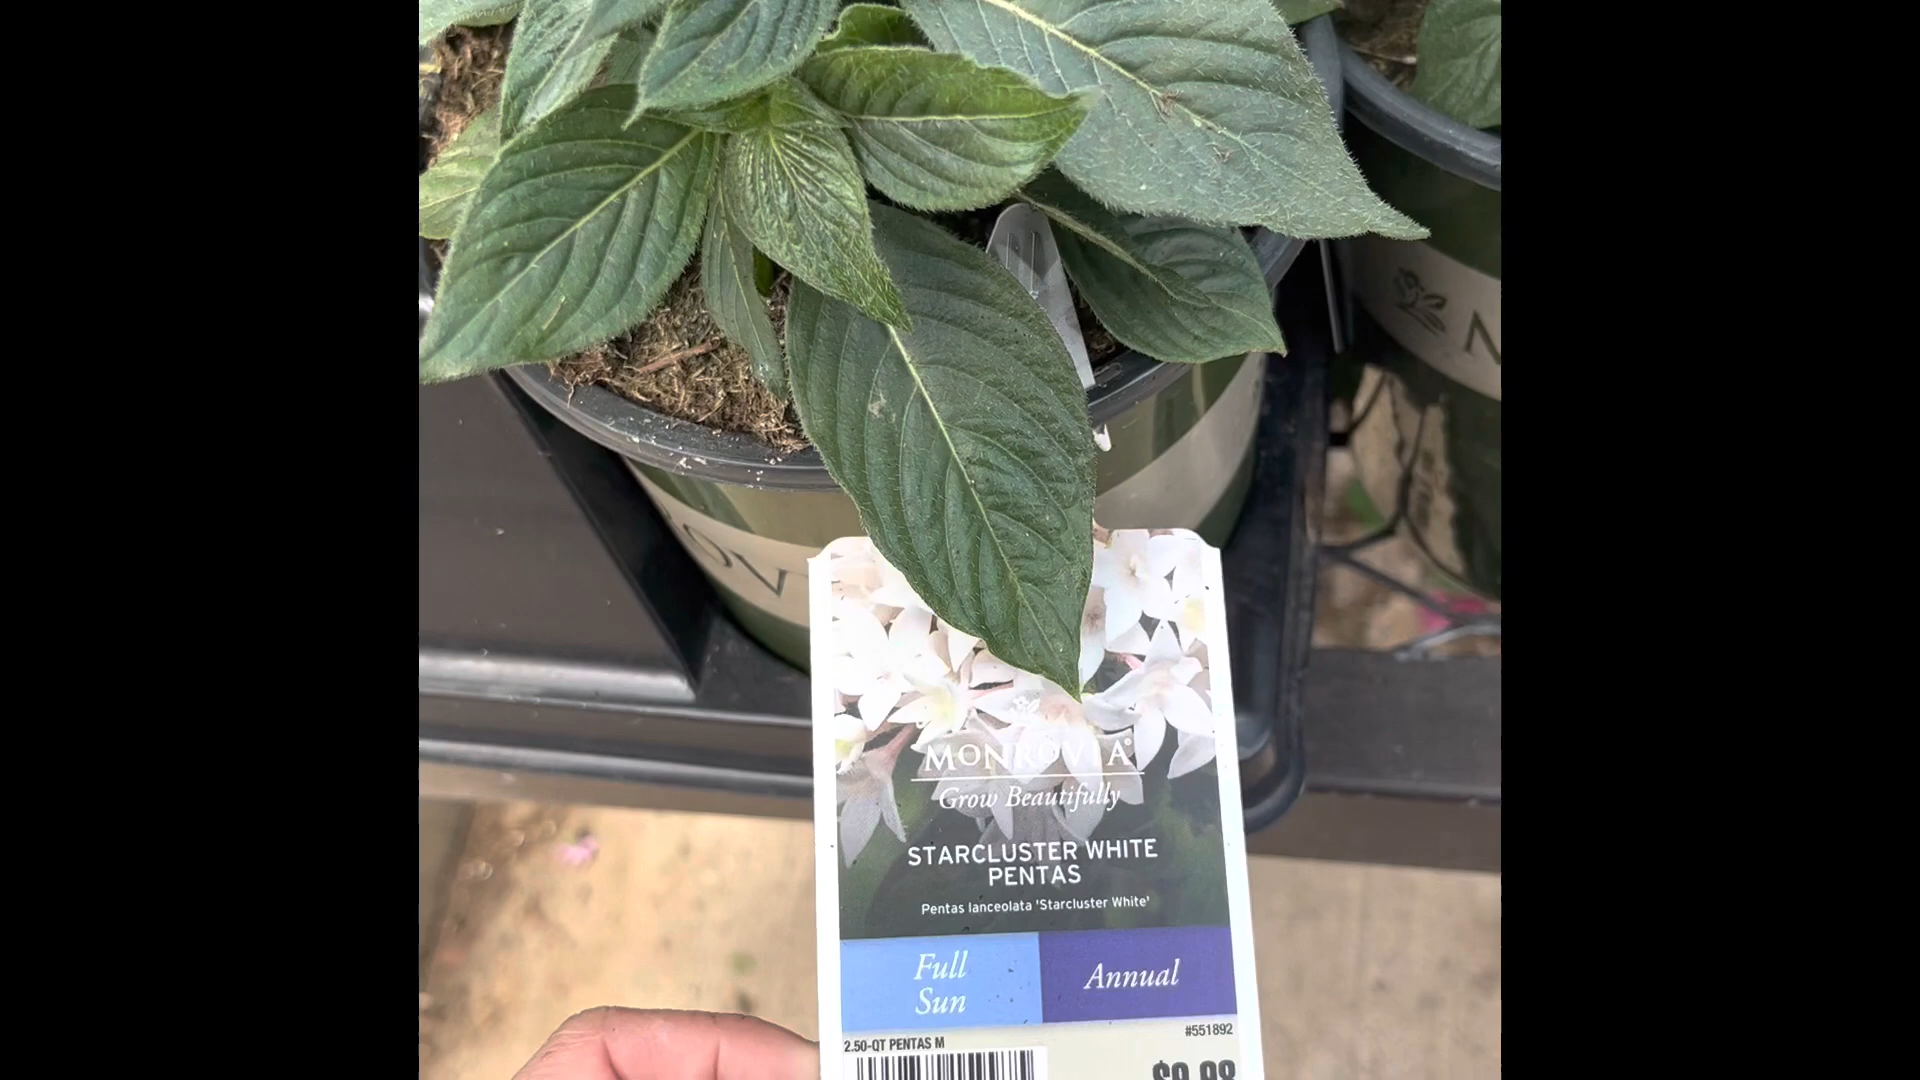 MONROVIA®
Grow Beautifully
STARCLUSTER WHITE
PENTAS
Pentas lanceolata 'Starcluster White'
Full
Sun
Annual
#551892
2.50-QT PENTAS M